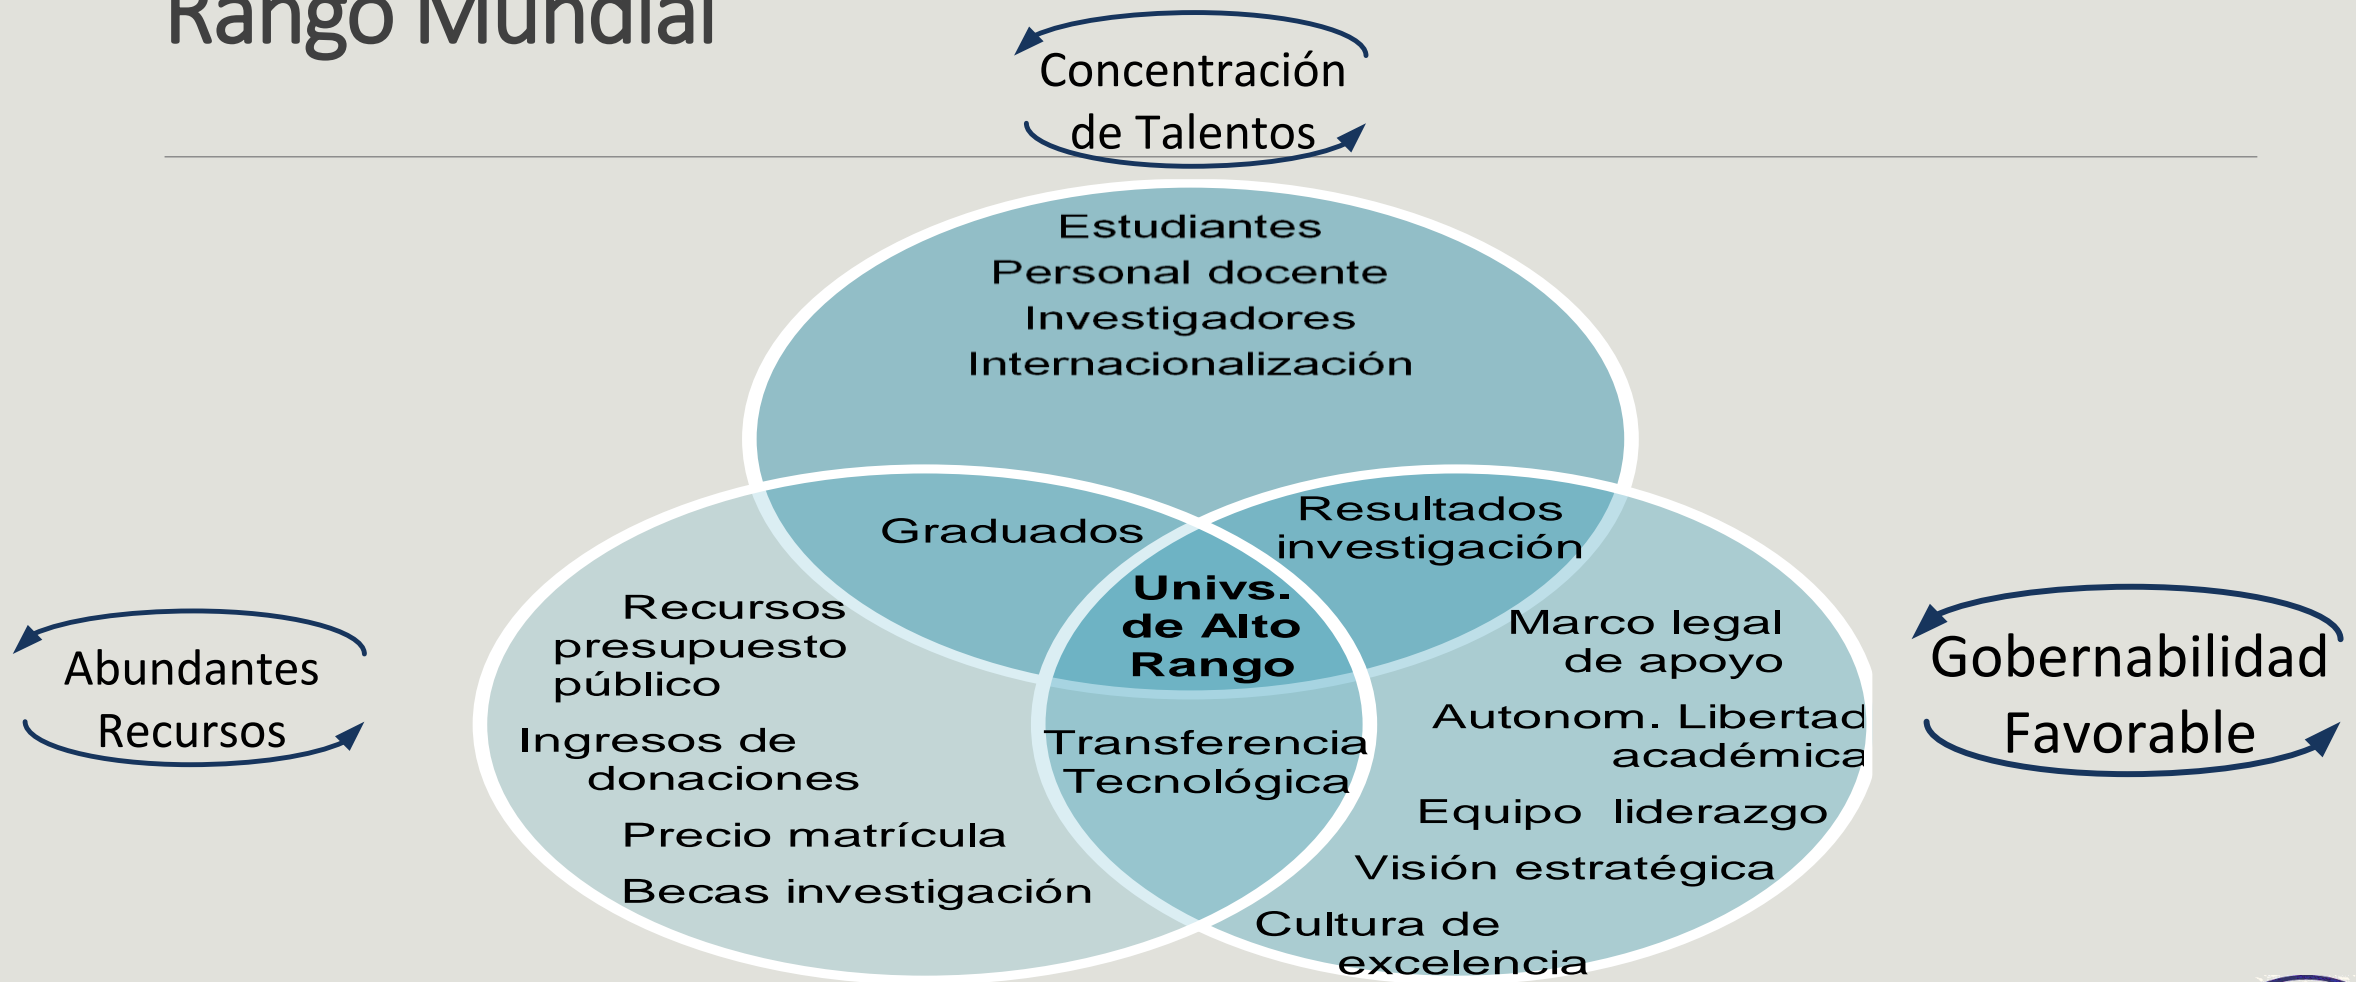 Rango Mundial
Concentración
de Talentos
Estudiantes
Personal docente
Investigadores
Internacionalización
Graduados
Resultados
investigación
Univs.
de Alto
Rango
Recursos
presupuesto
público
Ingresos de
donaciones
Precio matrícula
Becas investigación
Transferencia
Tecnológica
Marco legal
de apoyo
Autonom. Libertad
académica
Equipo liderazgo
Visión estratégica
Cultura de
excelencia
Abundantes
Recursos
Gobernabilidad
Favorable